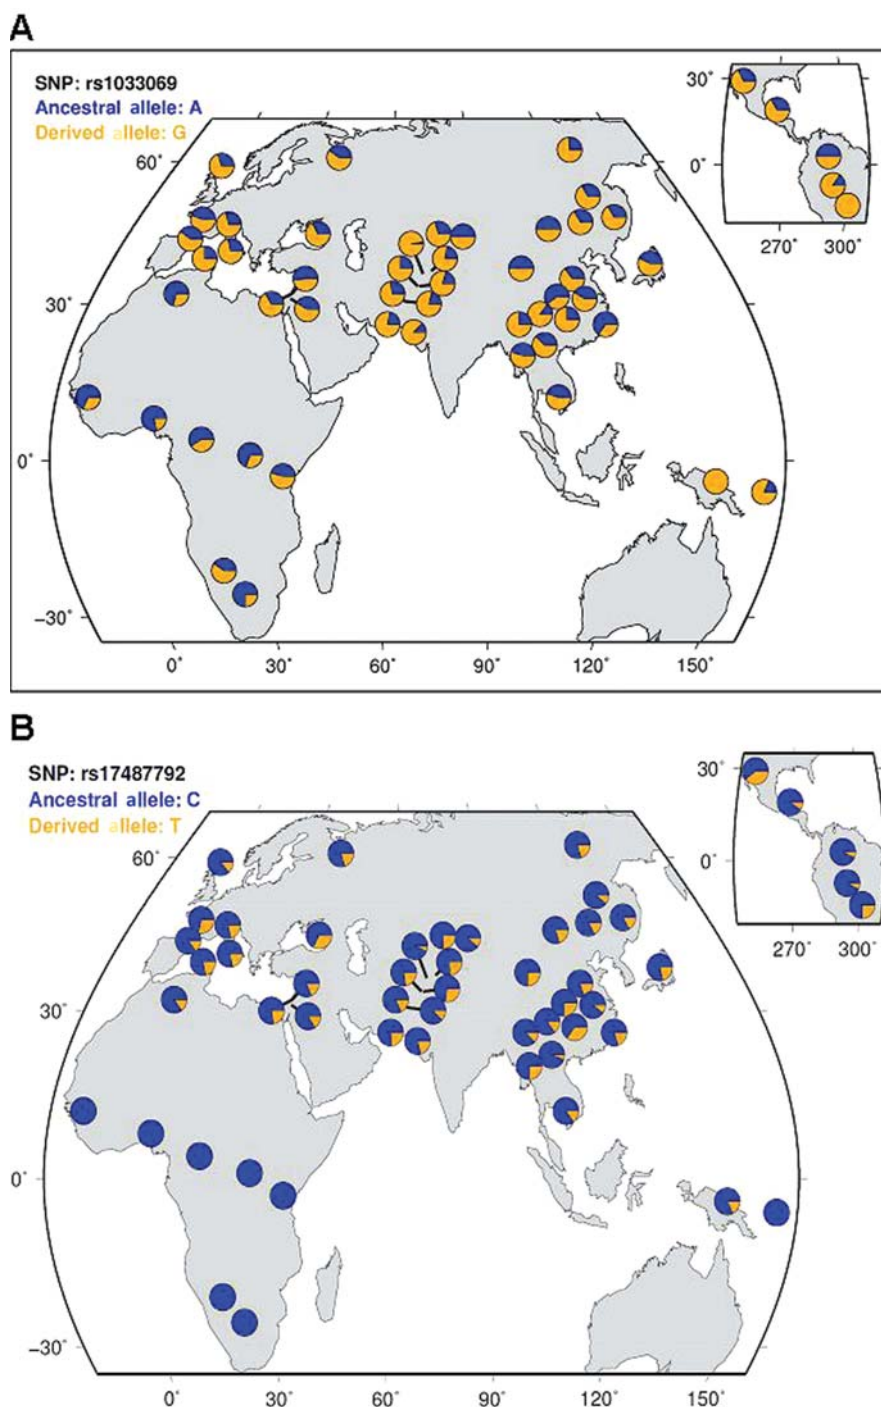 A
SNP: rs1033069
Ancestral allele: A
Derived allele: G
30°
0°
270° 300°
60°
30°
0°
−30°
0° 30° 60° 90° 120° 150°
B
SNP: rs17487792
Ancestral allele: C
Derived allele: T
30°
0°
270° 300°
60°
30°
0°
−30°
0° 30° 60° 90° 120° 150°